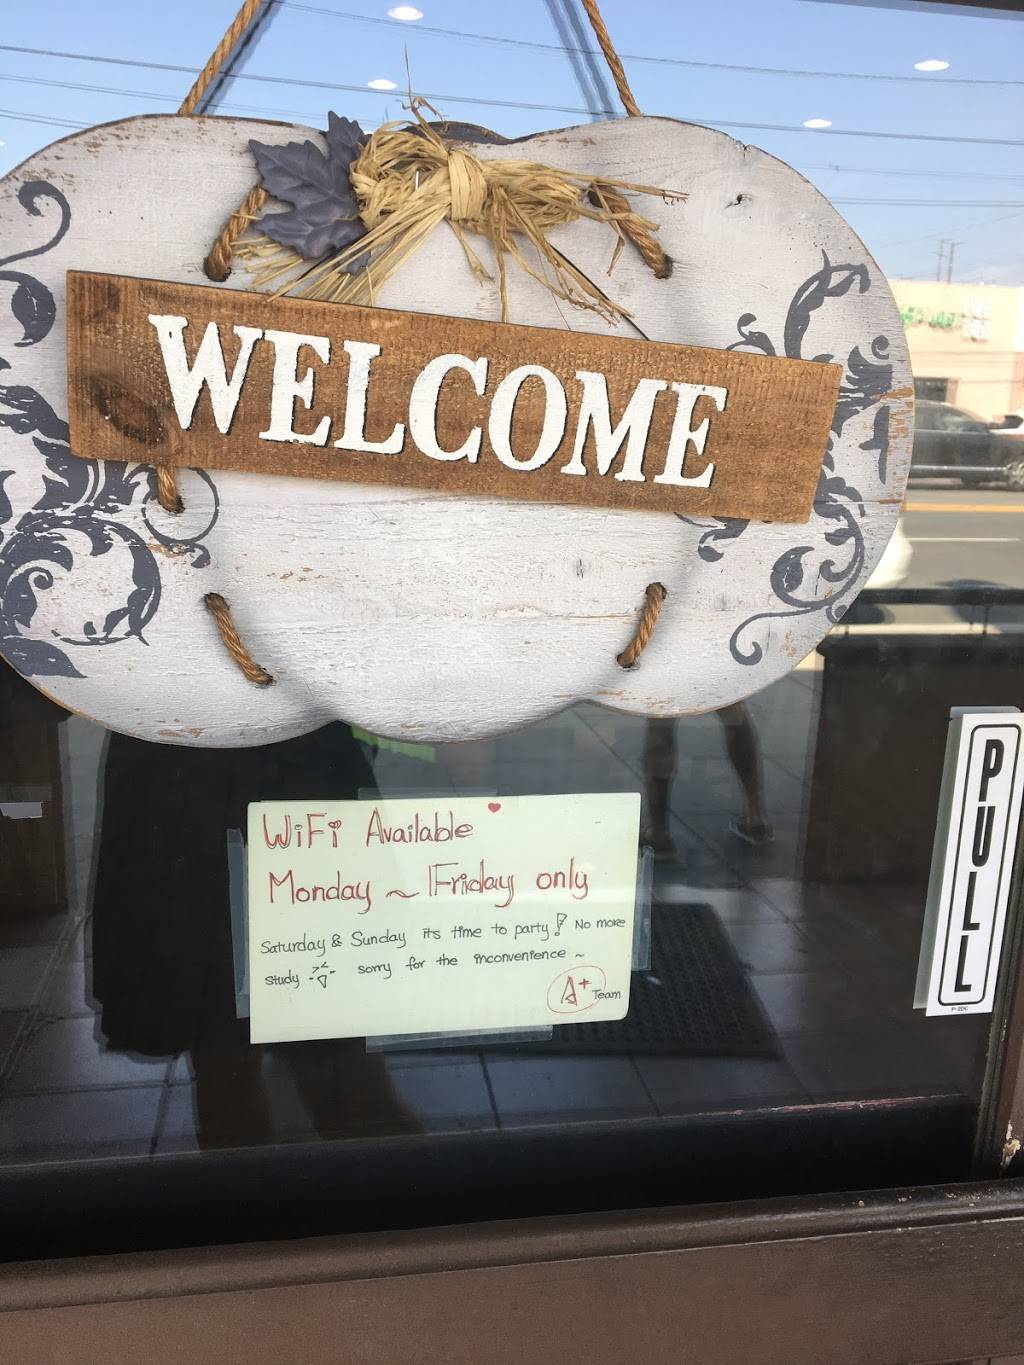 WELCOME
WiFi Available
Monday ~ Friday only
Saturday & Sunday its time to party! No more
study sorry for the inconvenience ~
A+ Team
PULL